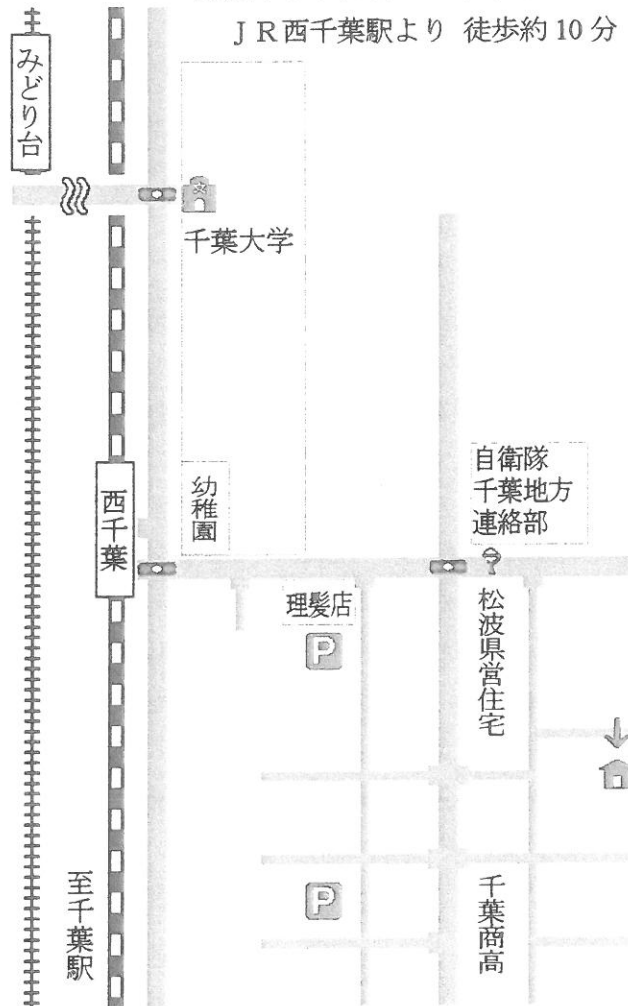 JR西千葉駅より 徒歩約10分
みどり台
文
千葉大学
自衛隊
千葉地方
連絡部
幼稚園
西千葉
理髪店
P
松波県営住宅
P
千葉商高
至千葉駅